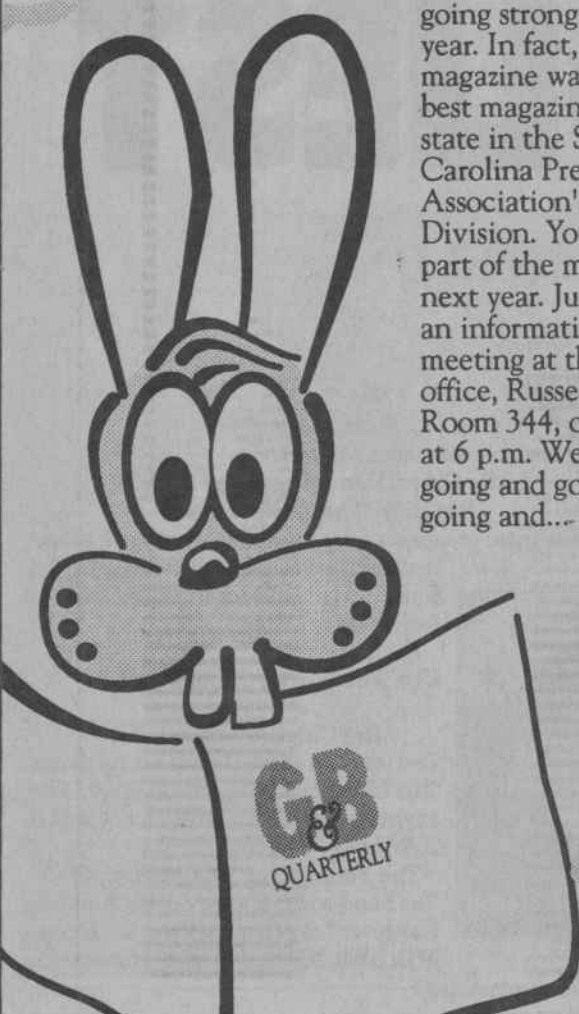 going strong
year. In fact,
magazine wa
best magazin
state in the S
Carolina Pre
Association'
Division. Yo
part of the m
next year. Ju
an informati
meeting at th
office, Russe
Room 344, o
at 6 p.m. We
going and go
going and...
G&B
QUARTERLY